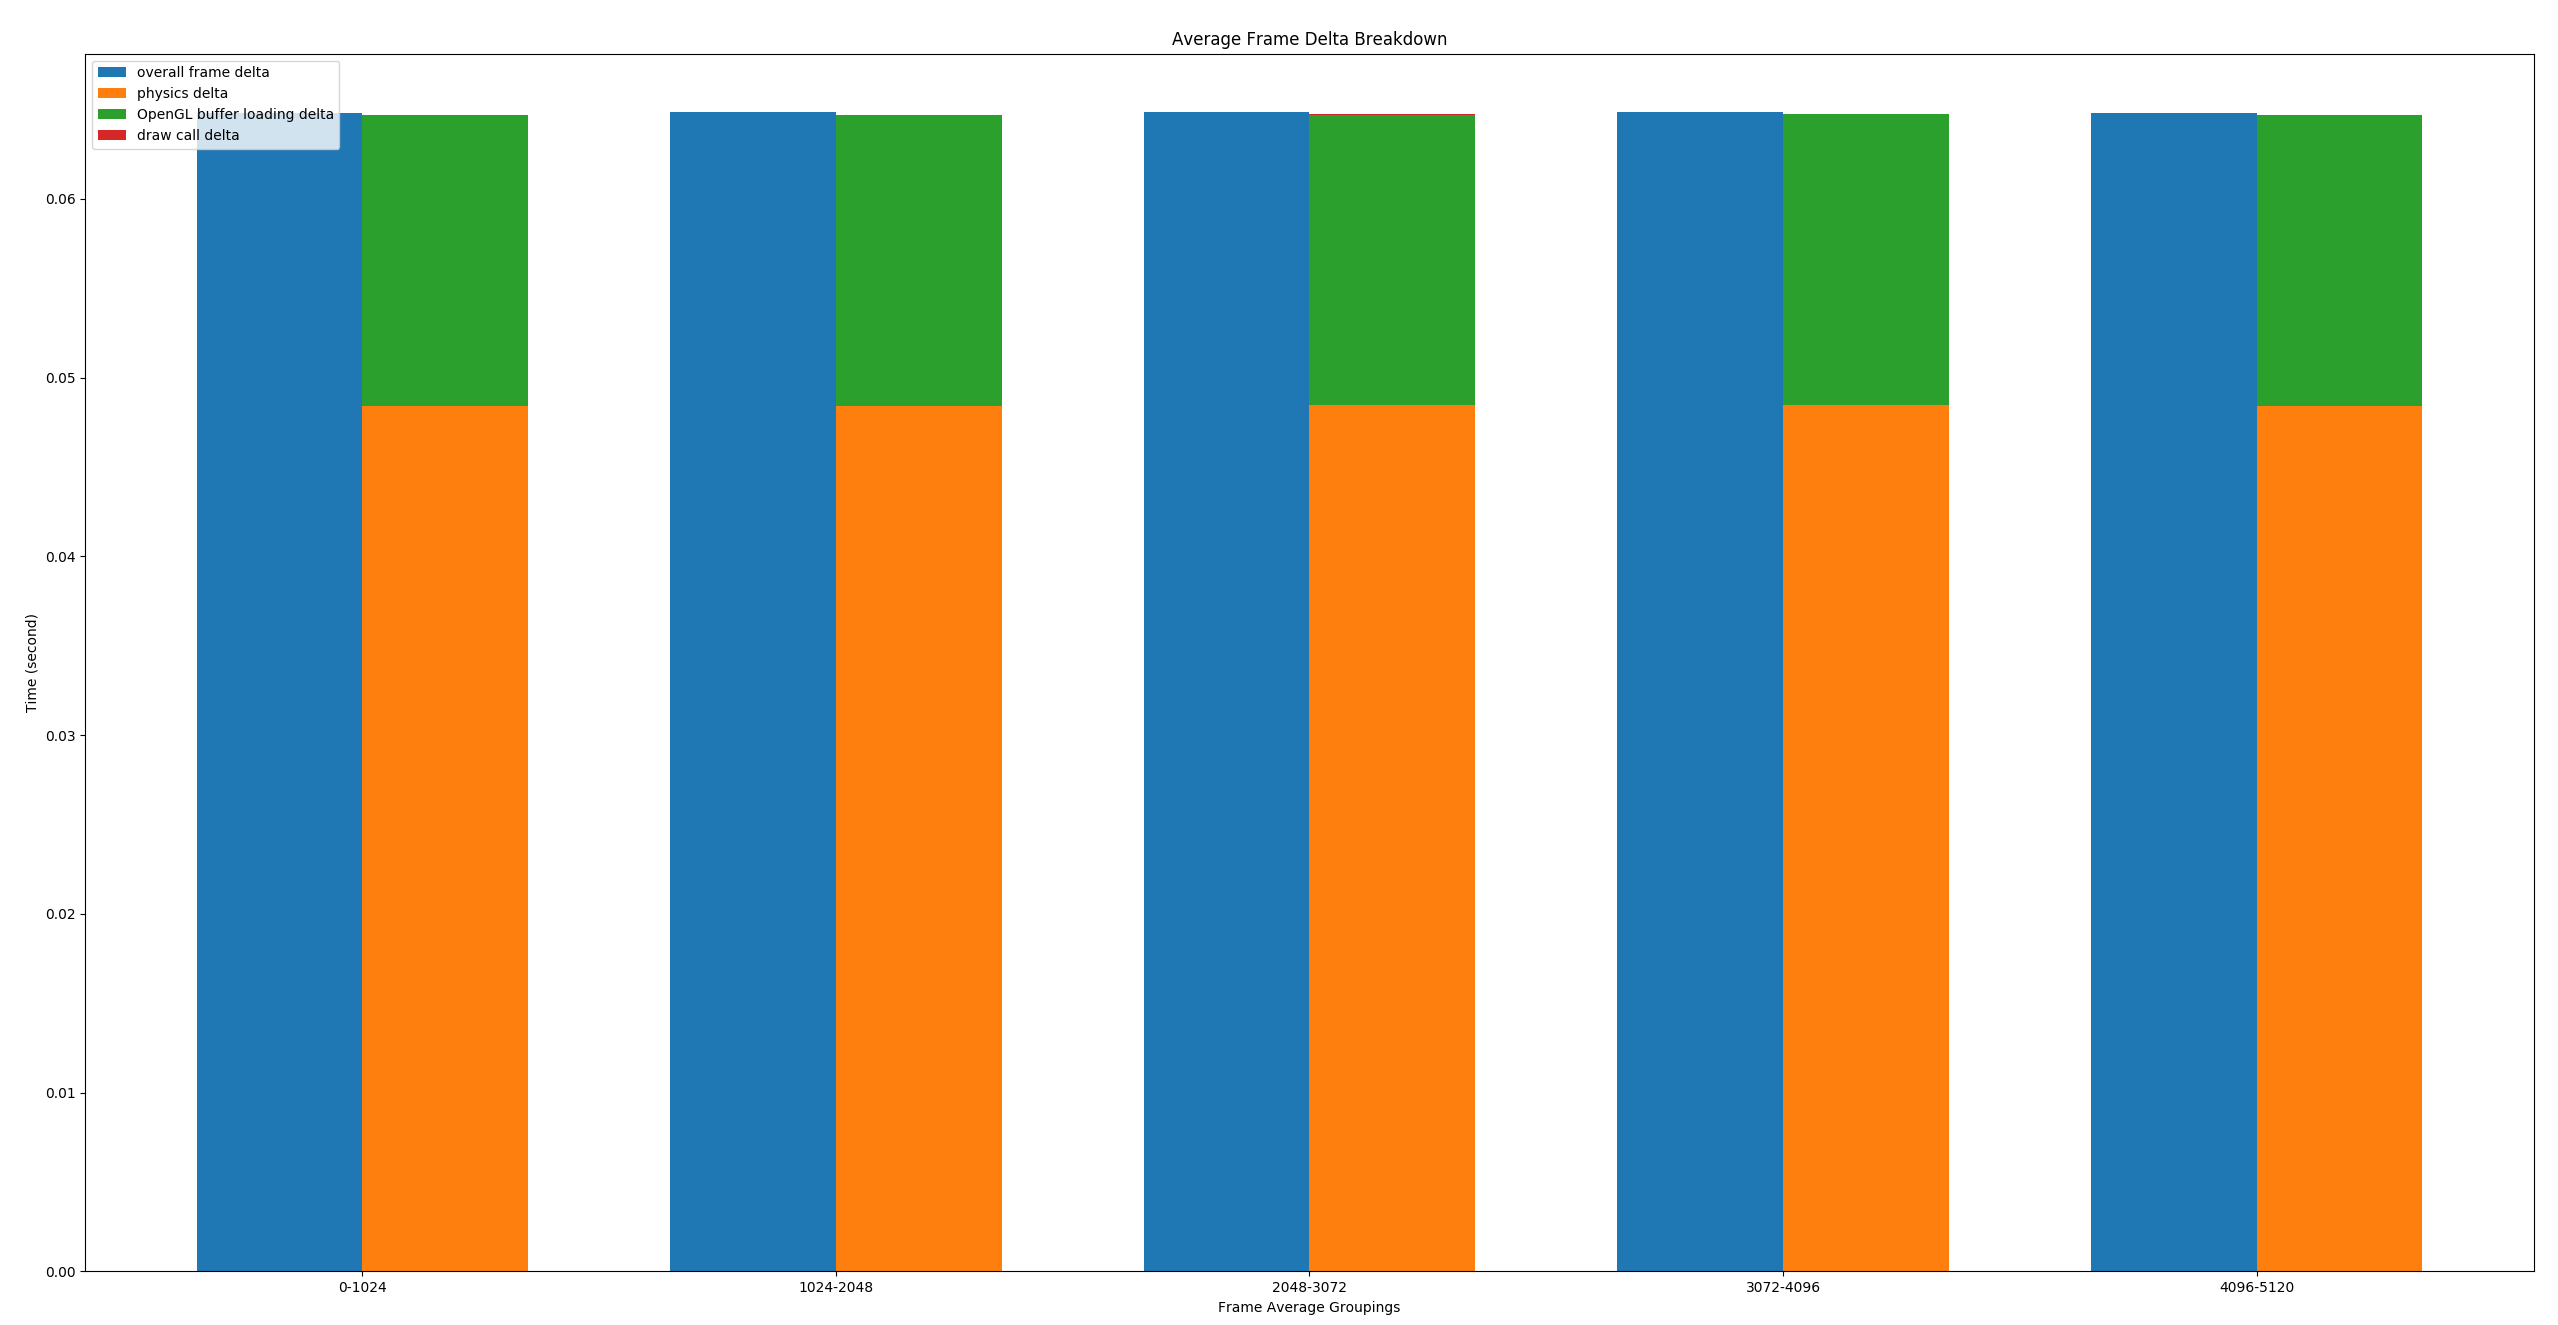 Average Frame Delta Breakdown
overall frame delta
physics delta
OpenGL buffer loading delta
draw call delta
0.06
0.05
0.04
0.03
0.02
0.01
0.00
Time (second)
0-1024
1024-2048
2048-3072
3072-4096
4096-5120
Frame Average Groupings